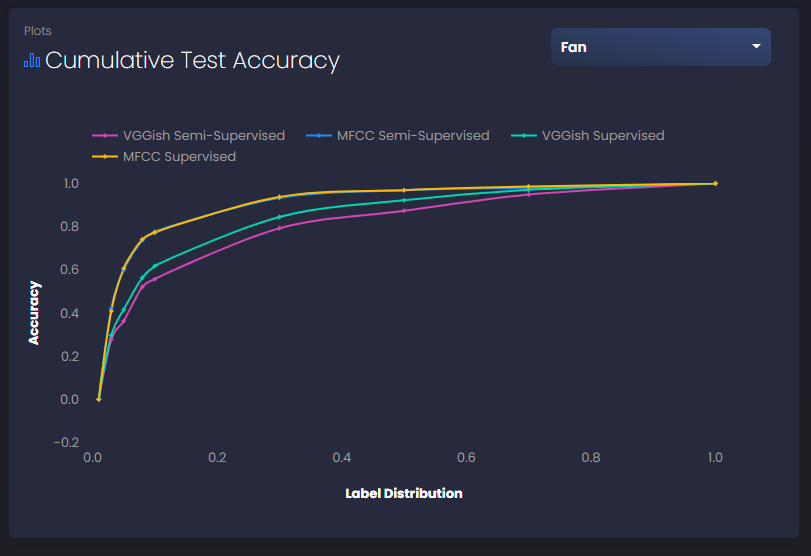 Plots
Cumulative Test Accuracy
Fan
VGGish Semi-Supervised MFCC Semi-Supervised VGGish Supervised
MFCC Supervised
1.0
0.8
0.6
0.4
0.2
0.0
−0.2
Accuracy
0.0 0.2 0.4 0.6 0.8 1.0
Label Distribution